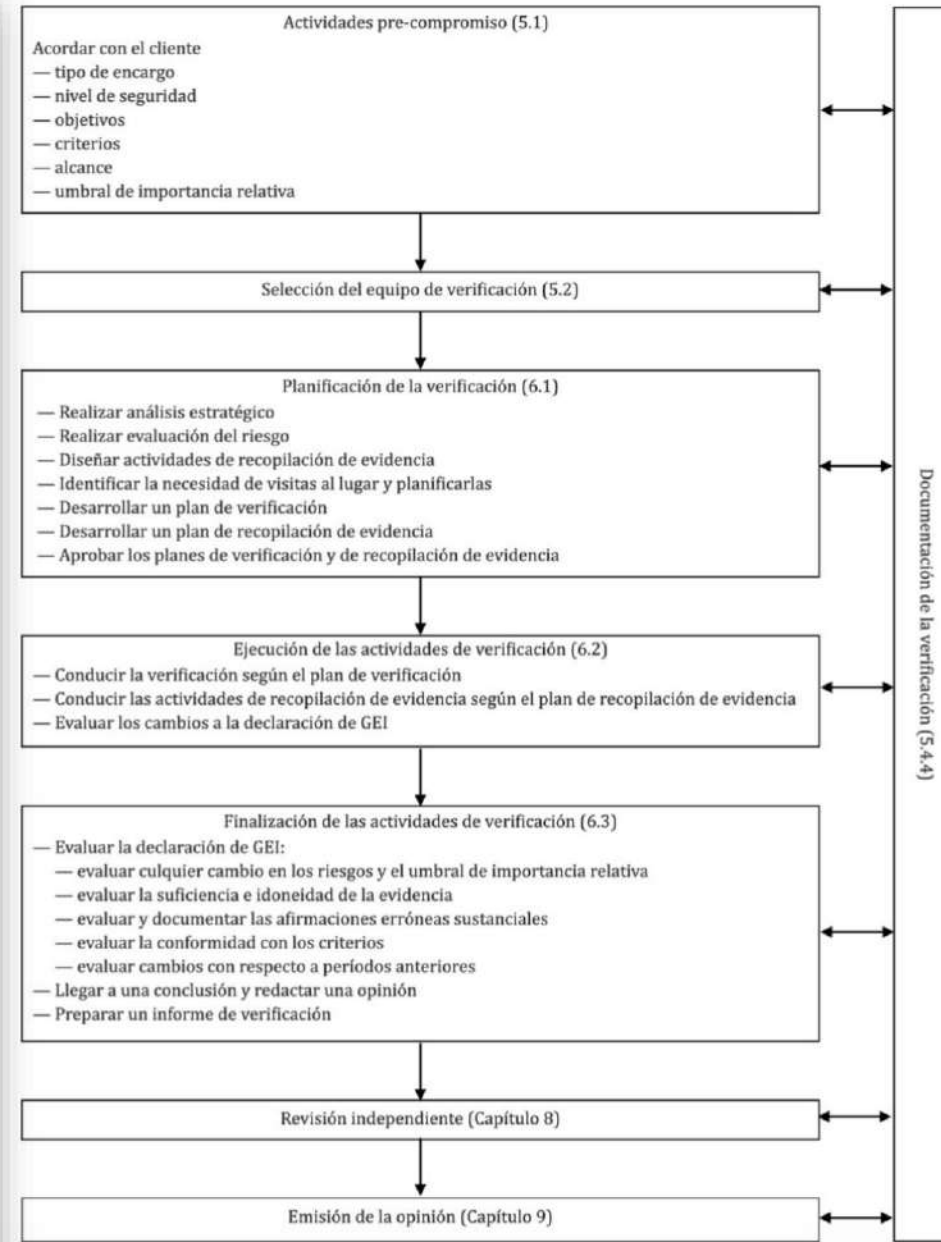 Actividades pre-compromiso (5.1)
Acordar con el cliente
— tipo de encargo
— nivel de seguridad
— objetivos
— criterios
— alcance
— umbral de importancia relativa
Selección del equipo de verificación (5.2)
Planificación de la verificación (6.1)
— Realizar análisis estratégico
— Realizar evaluación del riesgo
— Diseñar actividades de recopilación de evidencia
— Identificar la necesidad de visitas al lugar y planificarlas
— Desarrollar un plan de verificación
— Desarrollar un plan de recopilación de evidencia
— Aprobar los planes de verificación y de recopilación de evidencia
Ejecución de las actividades de verificación (6.2)
— Conducir la verificación según el plan de verificación
— Conducir las actividades de recopilación de evidencia según el plan de recopilación de evidencia
— Evaluar los cambios a la declaración de GEI
Finalización de las actividades de verificación (6.3)
— Evaluar la declaración de GEI:
— evaluar culquier cambio en los riesgos y el umbral de importancia relativa
— evaluar la suficiencia e idoneidad de la evidencia
— evaluar y documentar las afirmaciones erróneas sustanciales
— evaluar la conformidad con los criterios
— evaluar cambios con respecto a períodos anteriores
— Llegar a una conclusión y redactar una opinión
— Preparar un informe de verificación
Revisión independiente (Capítulo 8)
Emisión de la opinión (Capítulo 9)
Documentación de la verificación (5.4.4)